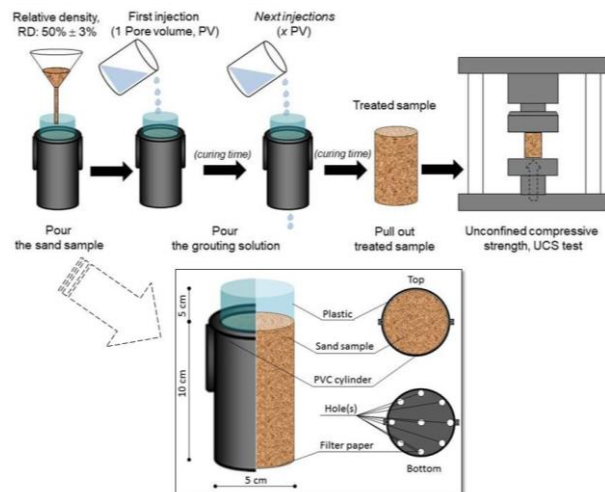 Relative density,
RD: 50% ± 3%
First injection
(1 Pore volume, PV)
Next injections
(x PV)
Treated sample
(curing time)
(curing time)
Pour
the sand sample
Pour
the grouting solution
Pull out
treated sample
Unconfined compressive
strength, UCS test
5 cm
10 cm
5 cm
Plastic
Sand sample
PVC cylinder
Hole(s)
Filter paper
Top
Bottom